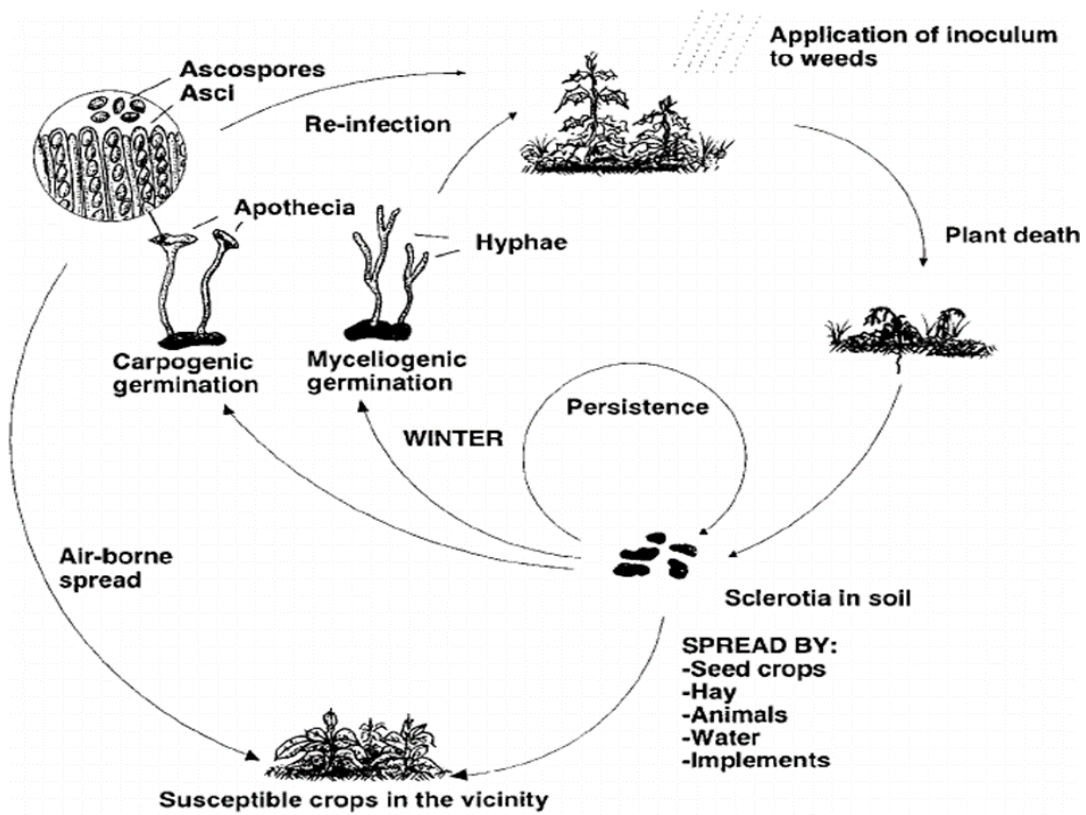 Application of inoculum
to weeds
Ascospores
Asci
Re-infection
Apothecia
Hyphae
Plant death
Carpogenic
germination
Myceliogenic
germination
Persistence
WINTER
Air-borne
spread
Sclerotia in soil
SPREAD BY:
-Seed crops
-Hay
-Animals
-Water
-Implements
Susceptible crops in the vicinity